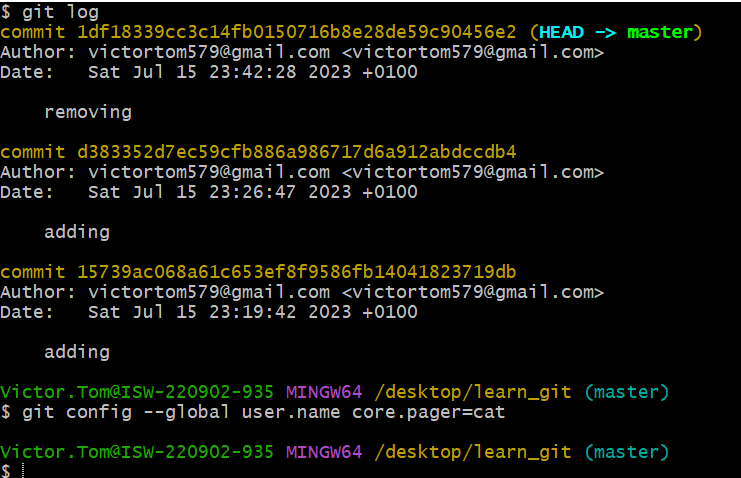 $ git log
commit 1df18339cc3c14fb0150716b8e28de59c90456e2 (HEAD -> master)
Author: victortom579@gmail.com <victortom579@gmail.com>
Date:   Sat Jul 15 23:42:28 2023 +0100
removing
commit d383352d7ec59cfb886a986717d6a912abdccdb4
Author: victortom579@gmail.com <victortom579@gmail.com>
Date:   Sat Jul 15 23:26:47 2023 +0100
adding
commit 15739ac068a61c653ef8f9586fb14041823719db
Author: victortom579@gmail.com <victortom579@gmail.com>
Date:   Sat Jul 15 23:19:42 2023 +0100
adding
Victor.Tom@ISW-220902-935 MINGW64 /desktop/learn_git (master)
$ git config --global user.name core.pager=cat
Victor.Tom@ISW-220902-935 MINGW64 /desktop/learn_git (master)
$